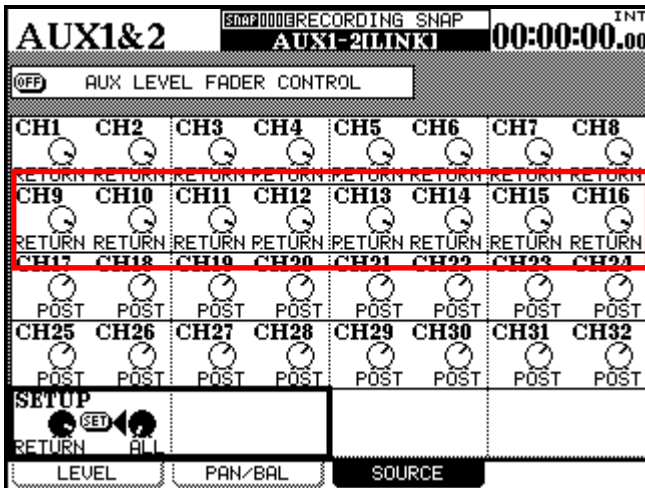 AUX1&2 SNAP000 RECORDING SNAP INT
AUX1-2[LINK] 00:00:00.00
OFF AUX LEVEL FADER CONTROL
CH1 CH2 CH3 CH4 CH5 CH6 CH7 CH8
RETURN RETURN RETURN RETURN RETURN RETURN RETURN RETURN
CH9 CH10 CH11 CH12 CH13 CH14 CH15 CH16
RETURN RETURN RETURN RETURN RETURN RETURN RETURN RETURN
CH17 CH18 CH19 CH20 CH21 CH22 CH23 CH24
POST POST POST POST POST POST POST POST
CH25 CH26 CH27 CH28 CH29 CH30 CH31 CH32
POST POST POST POST POST POST POST POST
SETUP
SET
RETURN ALL
LEVEL PAN/BAL SOURCE